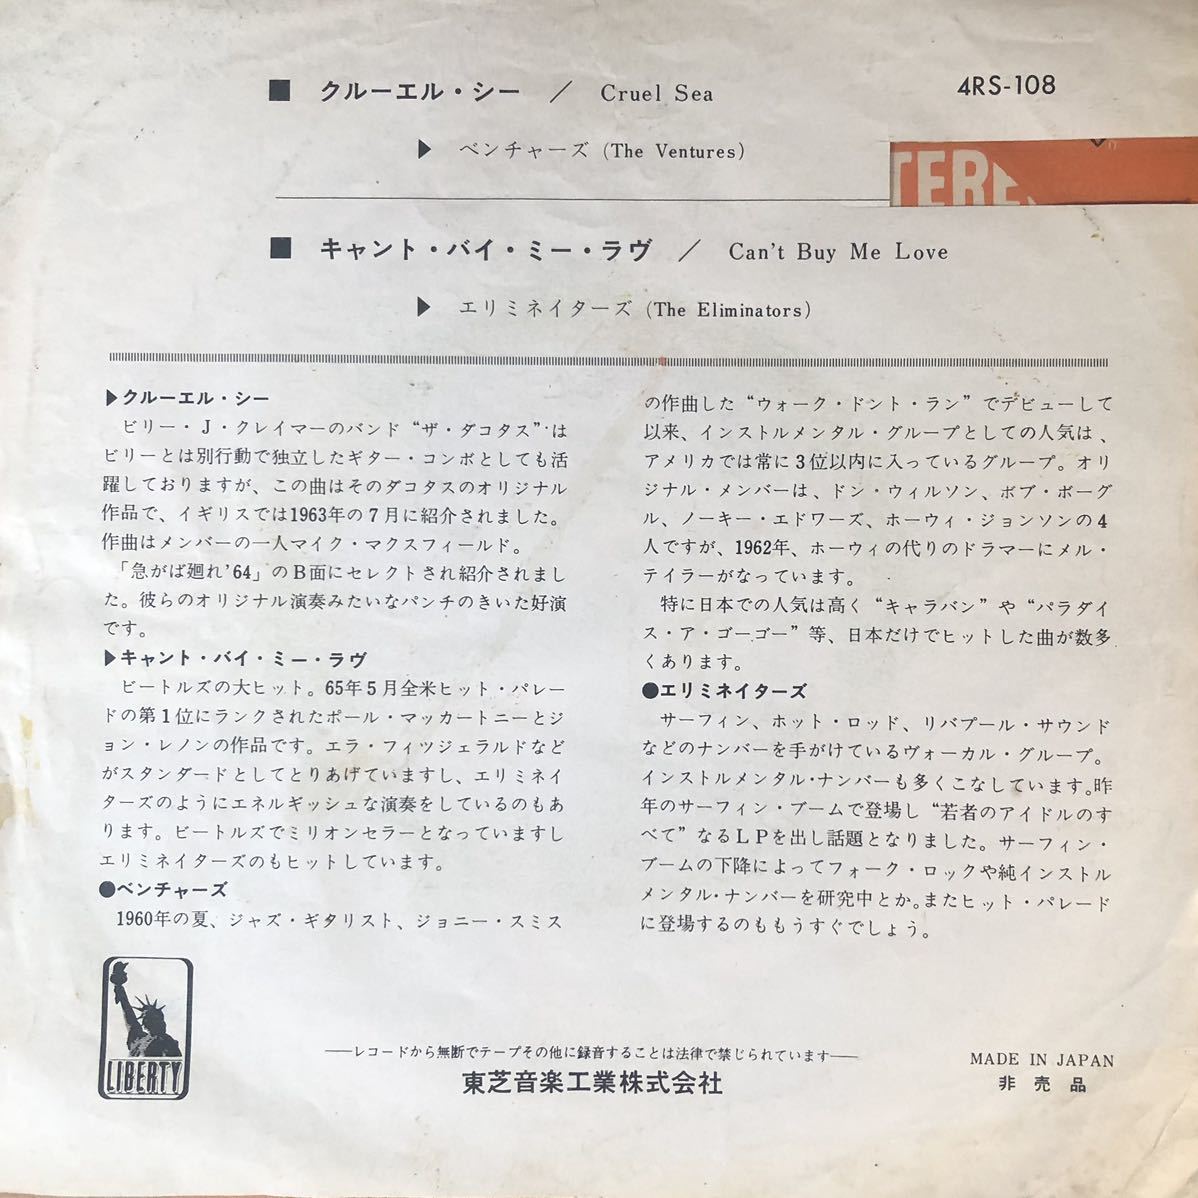 ■ クルーエル・シー ／ Cruel Sea
4RS-108
▶ ベンチャーズ (The Ventures)
TERE
■ キャント・バイ・ミー・ラヴ ／ Can't Buy Me Love
▶ エリミネイターズ (The Eliminators)
▶クルーエル・シー
ビリー・J・クレイマーのバンド“ザ・ダコタス”は
ビリーとは別行動で独立したギター・コンボとしても活
躍しておりますが、この曲はそのダコタスのオリジナル
作品で、イギリスでは1963年の7月に紹介されました。
作曲はメンバーの一人マイク・マクスフィールド。
「急がば廻れ'64」のB面にセレクトされ紹介されまし
た。彼らのオリジナル演奏みたいなパンチのきいた好演
です。
▶キャント・バイ・ミー・ラヴ
ビートルズの大ヒット。65年5月全米ヒット・パレー
ドの第1位にランクされたポール・マッカートニーとジ
ョン・レノンの作品です。エラ・フィツジェラルドなど
がスタンダードとしてとりあげていますし、エリミネイ
ターズのようにエネルギッシュな演奏をしているのもあ
ります。ビートルズでミリオンセラーとなっていますし
エリミネイターズのもヒットしています。
●ベンチャーズ
1960年の夏、ジャズ・ギタリスト、ジョニー・スミス
の作曲した“ウォーク・ドント・ラン”でデビューして
以来、インストルメンタル・グループとしての人気は、
アメリカでは常に3位以内に入っているグループ。オリ
ジナル・メンバーは、ドン・ウィルソン、ボブ・ボーグ
ル、ノーキー・エドワーズ、ホーウィ・ジョンソンの4
人ですが、1962年、ホーウィの代りのドラマーにメル・
テイラーがなっています。
特に日本での人気は高く“キャラバン”や“パラダイ
ス・ア・ゴーゴー”等、日本だけでヒットした曲が数多
くあります。
●エリミネイターズ
サーフィン、ホット・ロッド、リバプール・サウンド
などのナンバーを手がけているヴォーカル・グループ。
インストルメンタル・ナンバーも多くこなしています。昨
年のサーフィン・ブームで登場し“若者のアイドルのす
べて”なるLPを出し話題となりました。サーフィン・
ブームの下降によってフォーク・ロックや純インストル
メンタル・ナンバーを研究中とか。またヒット・パレード
に登場するのももうすぐでしょう。
LIBERTY
――レコードから無断でテープその他に録音することは法律で禁じられています――
東芝音楽工業株式会社
MADE IN JAPAN
非売品